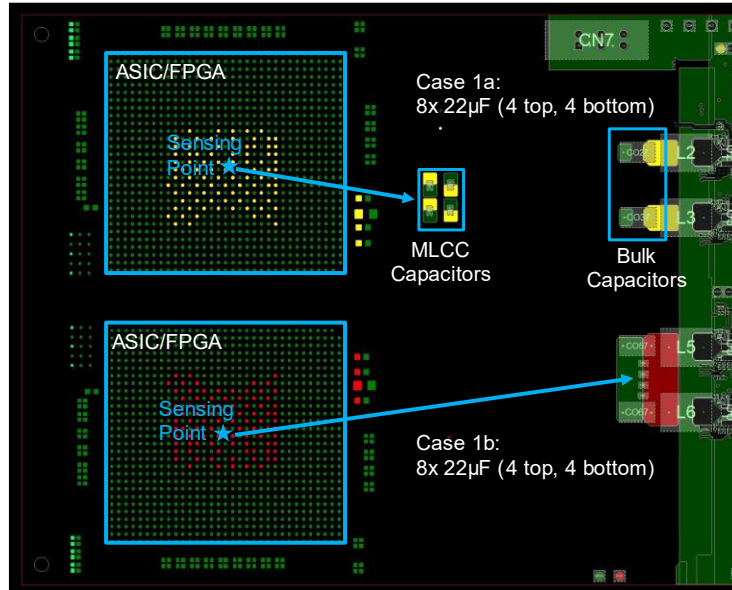 CN7
ASIC/FPGA
Case 1a:
8x 22µF (4 top, 4 bottom)
Sensing
Point
L2
L3
MLCC
Capacitors
Bulk
Capacitors
ASIC/FPGA
L5
Sensing
Point
CO67
L6
Case 1b:
8x 22µF (4 top, 4 bottom)